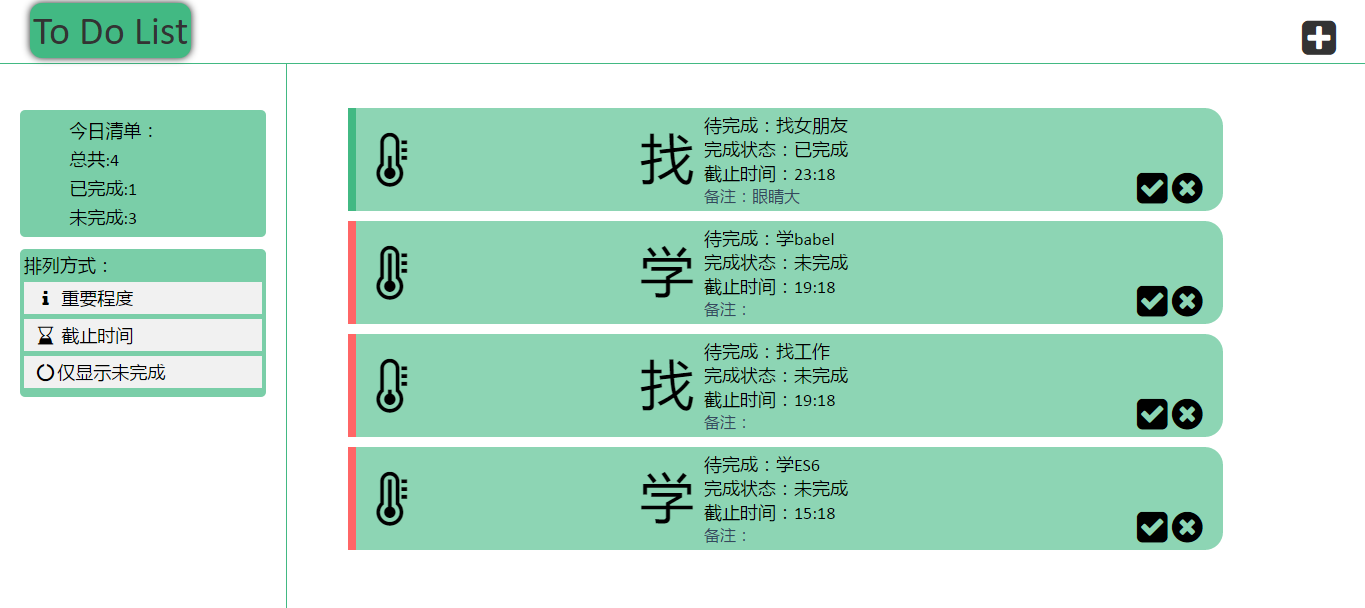 To Do List
今日清单：
总共:4
已完成:1
未完成:3
排列方式：
重要程度
截止时间
仅显示未完成
找
待完成：找女朋友
完成状态：已完成
截止时间：23:18
备注：眼睛大
学
待完成：学babel
完成状态：未完成
截止时间：19:18
备注：
找
待完成：找工作
完成状态：未完成
截止时间：19:18
备注：
学
待完成：学ES6
完成状态：未完成
截止时间：15:18
备注：